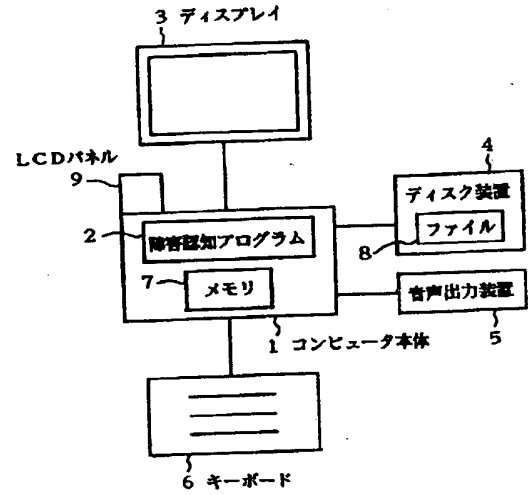 3 ディスプレイ
LCDパネル
9
4
ディスク装置
2
障害認知プログラム
8
ファイル
7
メモリ
音声出力装置
5
1 コンピュータ本体
6 キーボード